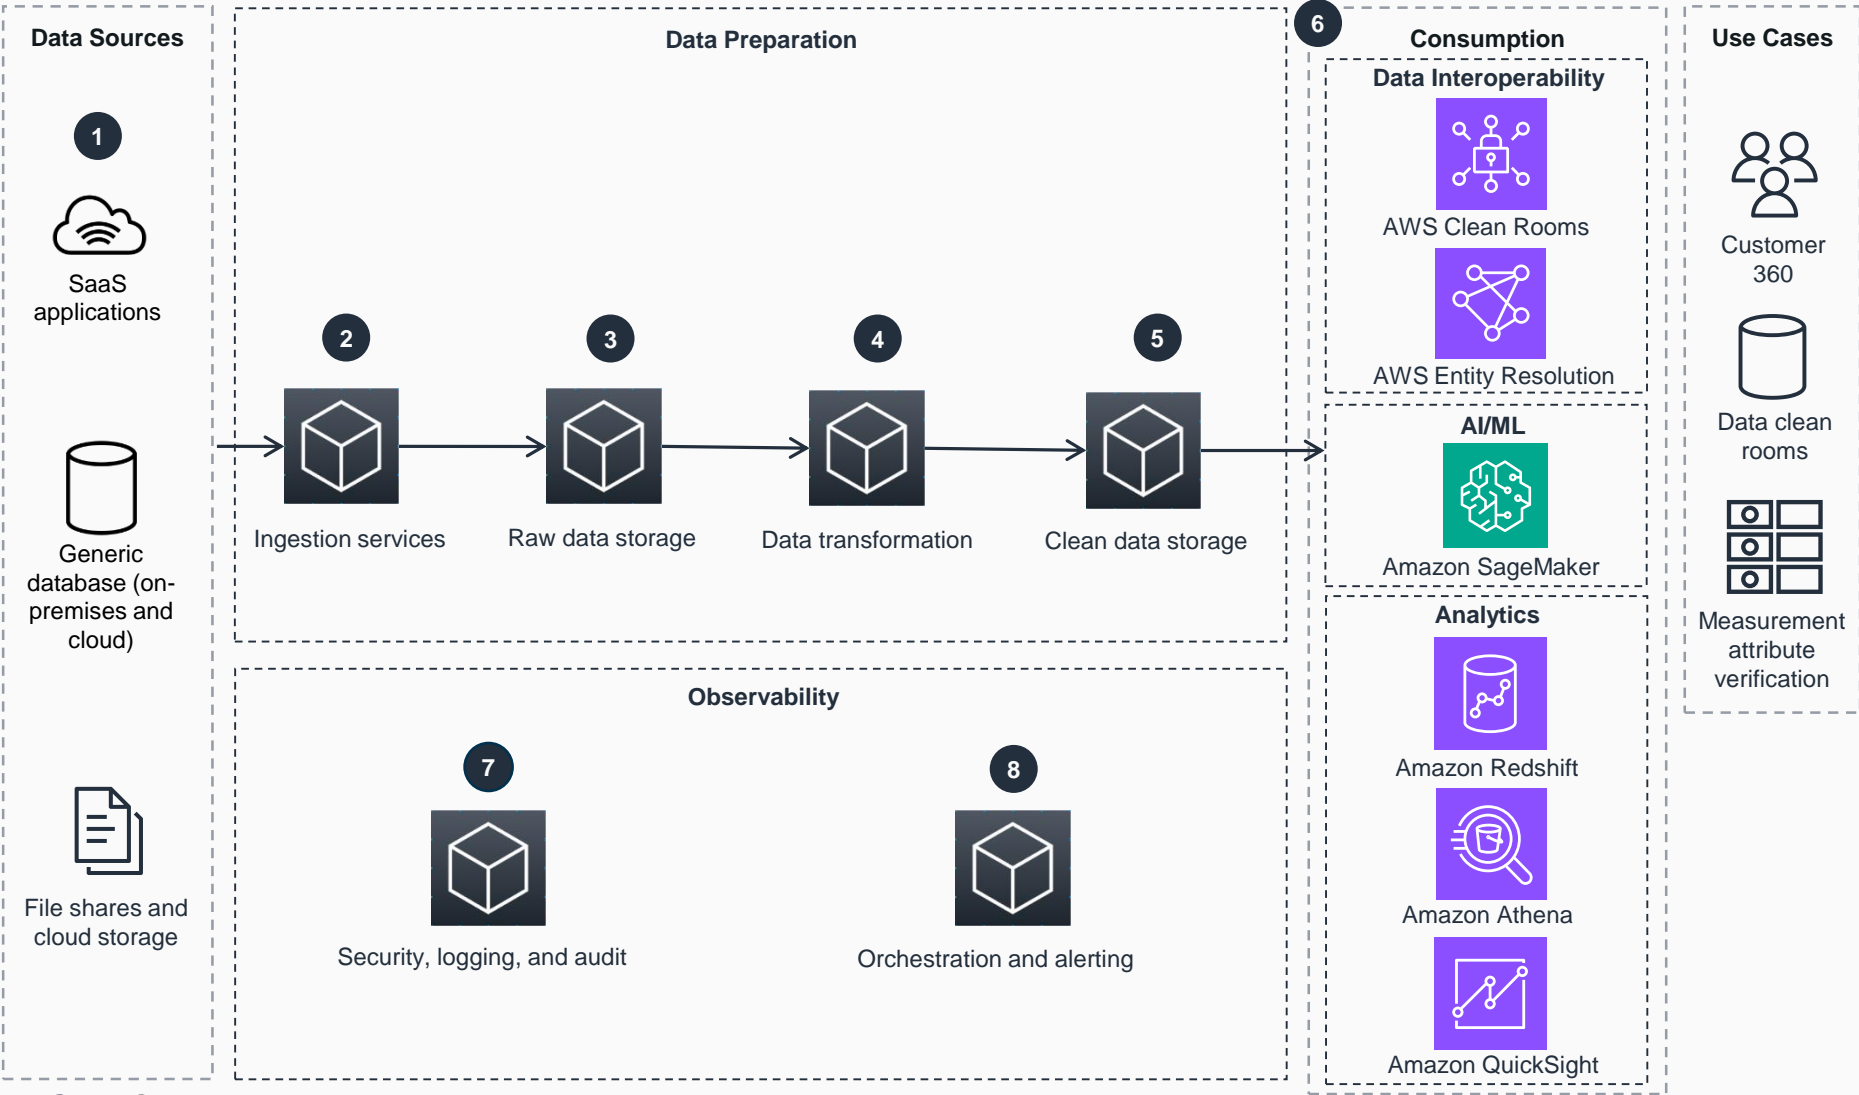 Data Sources
1
SaaS
applications
Generic
database (on-
premises and
cloud)
File shares and
cloud storage
Data Preparation
2
Ingestion services
3
Raw data storage
4
Data transformation
5
Clean data storage
Observability
7
Security, logging, and audit
8
Orchestration and alerting
6
Consumption
Data Interoperability
AWS Clean Rooms
AWS Entity Resolution
AI/ML
Amazon SageMaker
Analytics
Amazon Redshift
Amazon Athena
Amazon QuickSight
Use Cases
Customer
360
Data clean
rooms
Measurement
attribute
verification